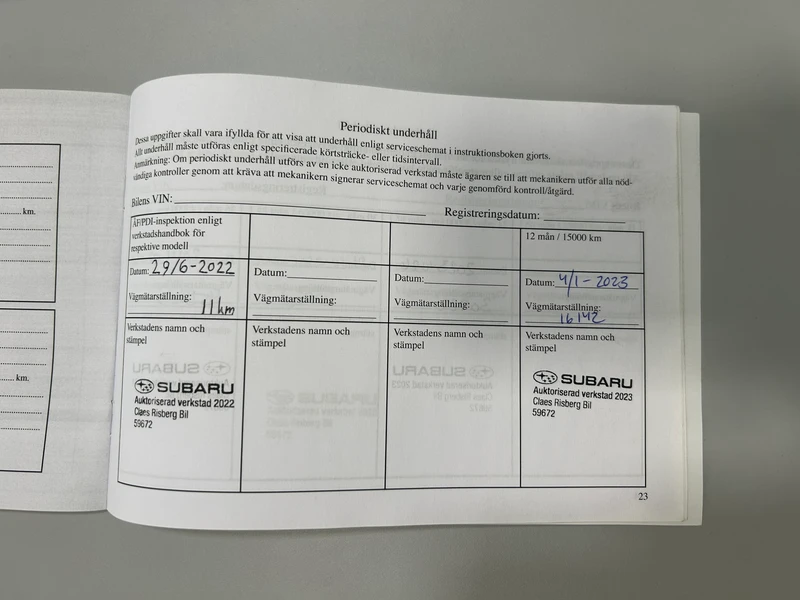 km.
km.
Periodiskt underhåll
Dessa uppgifter skall vara ifyllda för att visa att underhåll enligt serviceschemat i instruktionsboken gjorts.
Allt underhåll måste utföras enligt specificerade körtsträcke- eller tidsintervall.
Anmärkning: Om periodiskt underhåll utförs av en icke auktoriserad verkstad måste ägaren se till att mekanikern utför alla nöd-
vändiga kontroller genom att kräva att mekanikern signerar serviceschemat och varje genomförd kontroll/åtgärd.
Bilens VIN: Registreringsdatum:
ÄF/PDI-inspektion enligt
verkstadshandbok för
respektive modell
Datum: 29/6-2022
Vägmätarställning:
11 km
Verkstadens namn och
stämpel
SUBARU
Auktoriserad verkstad 2022
Claes Risberg Bil
59672
Datum:
Vägmätarställning:
Verkstadens namn och
stämpel
Datum:
Vägmätarställning:
Verkstadens namn och
stämpel
12 mån / 15000 km
Datum: 4/1-2023
Vägmätarställning:
16142
Verkstadens namn och
stämpel
SUBARU
Auktoriserad verkstad 2023
Claes Risberg Bil
59672
23